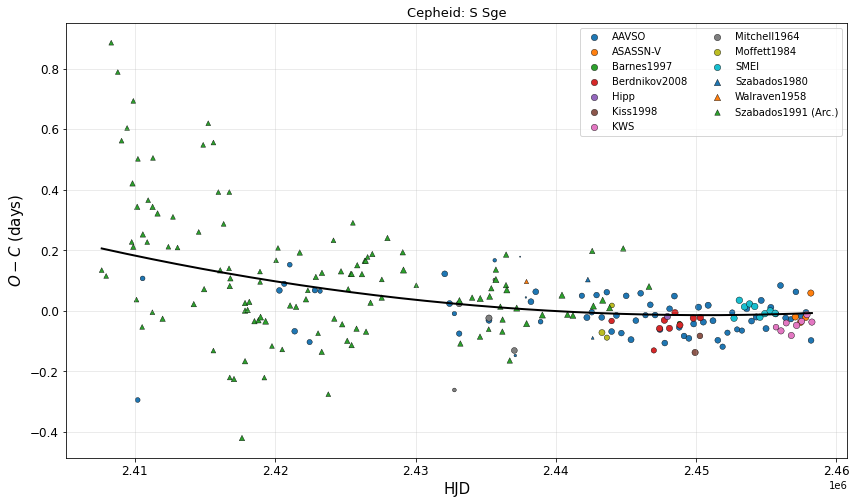 Cepheid: S Sge
O − C (days)
0.8
0.6
0.4
0.2
0.0
−0.2
−0.4
AAVSO
ASASSN-V
Barnes1997
Berdnikov2008
Hipp
Kiss1998
KWS
Mitchell1964
Moffett1984
SMEI
Szabados1980
Walraven1958
Szabados1991 (Arc.)
2.41 2.42 2.43 2.44 2.45 2.46
1e6
HJD